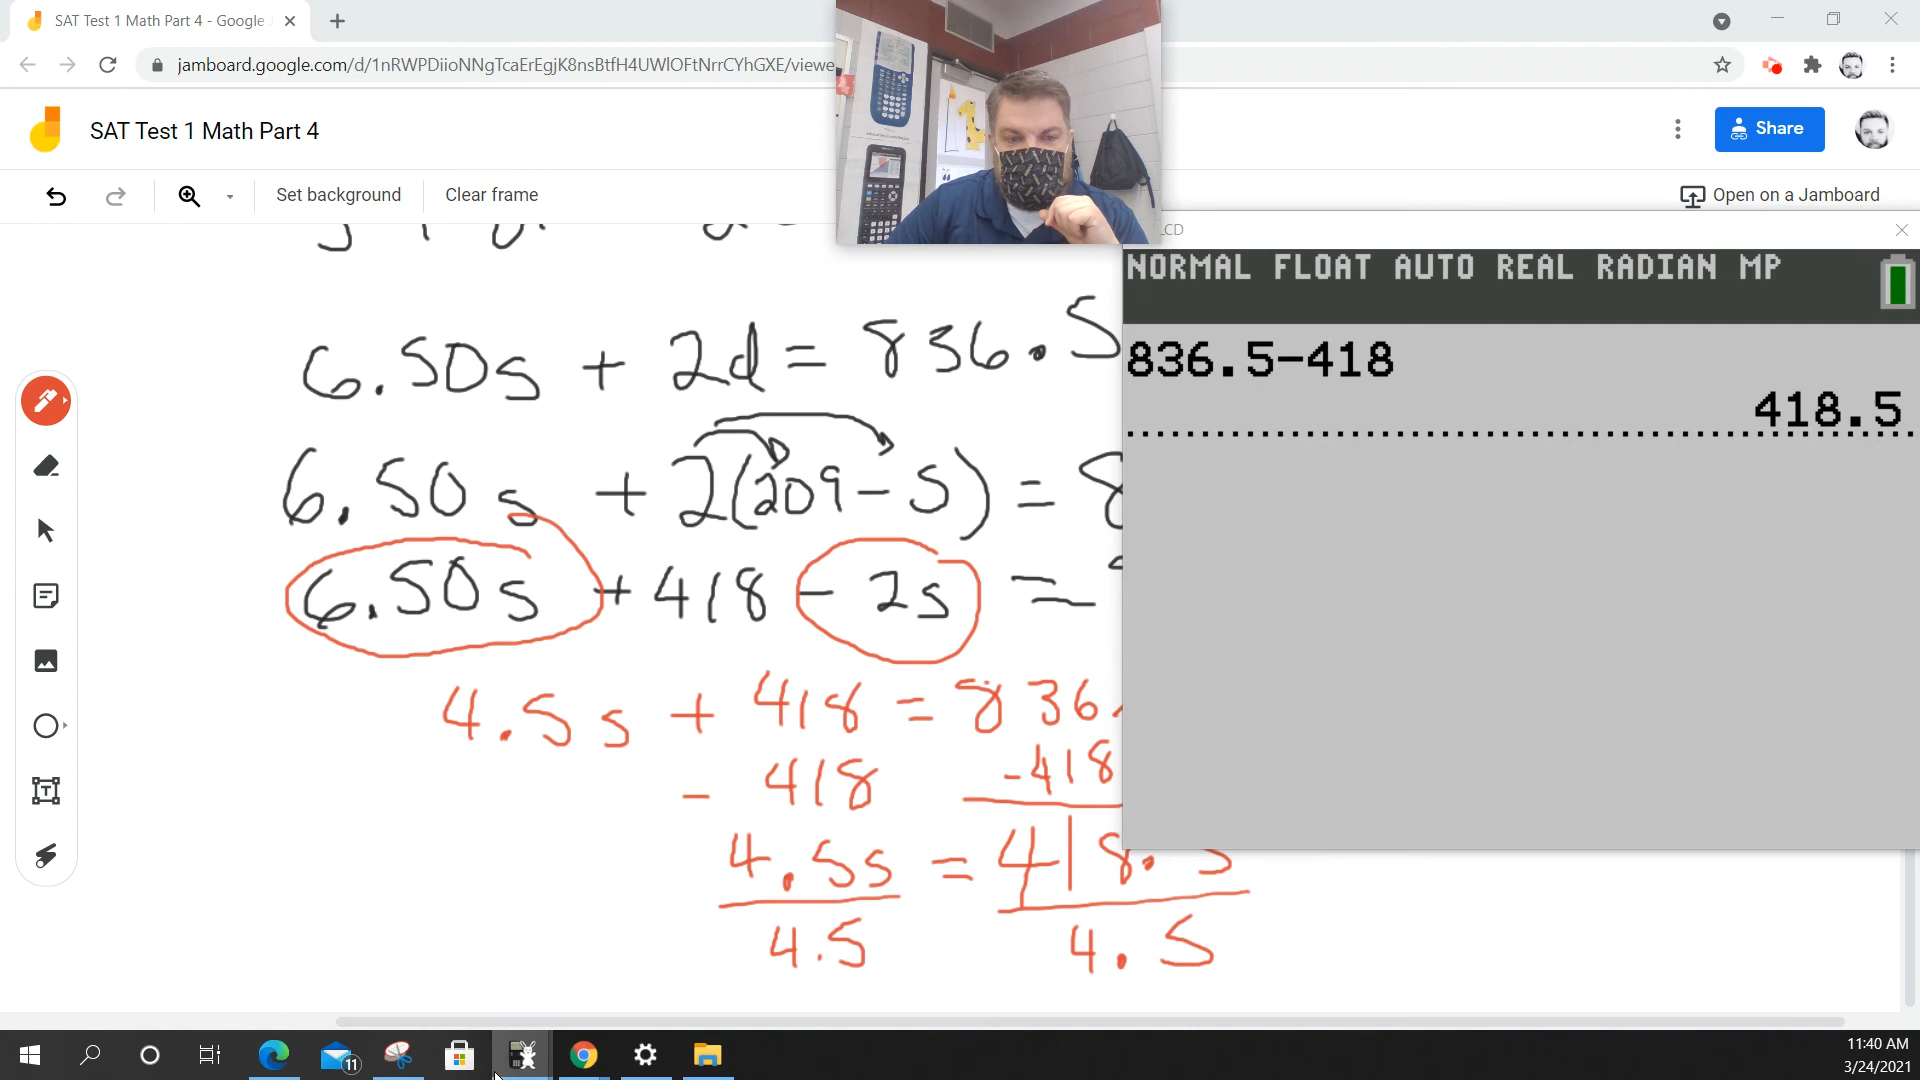 SAT Test 1 Math Part 4 - Google J
jamboard.google.com/d/1nRWPDiioNNgTcaErEgjK8nsBtfH4UWlOFtNrrCYhGXE/viewe
SAT Test 1 Math Part 4
Share
Set background
Clear frame
Open on a Jamboard
LCD
NORMAL FLOAT AUTO REAL RADIAN MP
836.5-418
418.5
6.50s + 2d = 836.5
6.50s + 2(209 - s) = 8
6.50s + 418 - 2s =
4.5s + 418 = 836.
- 418 -418
4.5s = 418.5
4.5 4.5
11
11:40 AM
3/24/2021